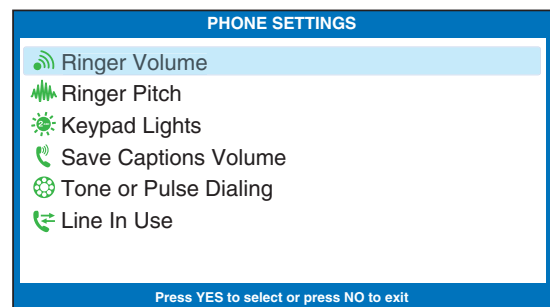 PHONE SETTINGS
Ringer Volume
Ringer Pitch
Keypad Lights
Save Captions Volume
Tone or Pulse Dialing
Line In Use
Press YES to select or press NO to exit